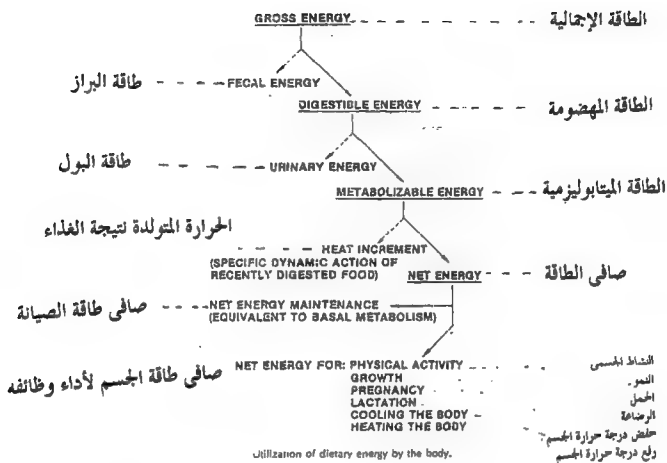 GROSS ENERGY الطاقة الإجمالية
طاقة البراز FECAL ENERGY
DIGESTIBLE ENERGY الطاقة المهضومة
طاقة البول URINARY ENERGY
METABOLIZABLE ENERGY الطاقة الميتابوليزمية
الحرارة المتولدة نتيجة الغذاء
HEAT INCREMENT
(SPECIFIC DYNAMIC ACTION OF
RECENTLY DIGESTED FOOD)
NET ENERGY صافى الطاقة
صافي طاقة الصيانة NET ENERGY MAINTENANCE
(EQUIVALENT TO BASAL METABOLISM)
صافي طاقة الجسم لأداء وظائفه
NET ENERGY FOR: PHYSICAL ACTIVITY النشاط الجسمى
GROWTH النمو
PREGNANCY الحمل
LACTATION الرضاعة
COOLING THE BODY خفض درجة حرارة الجسم
HEATING THE BODY رفع درجة حرارة الجسم
Utilization of dietary energy by the body.